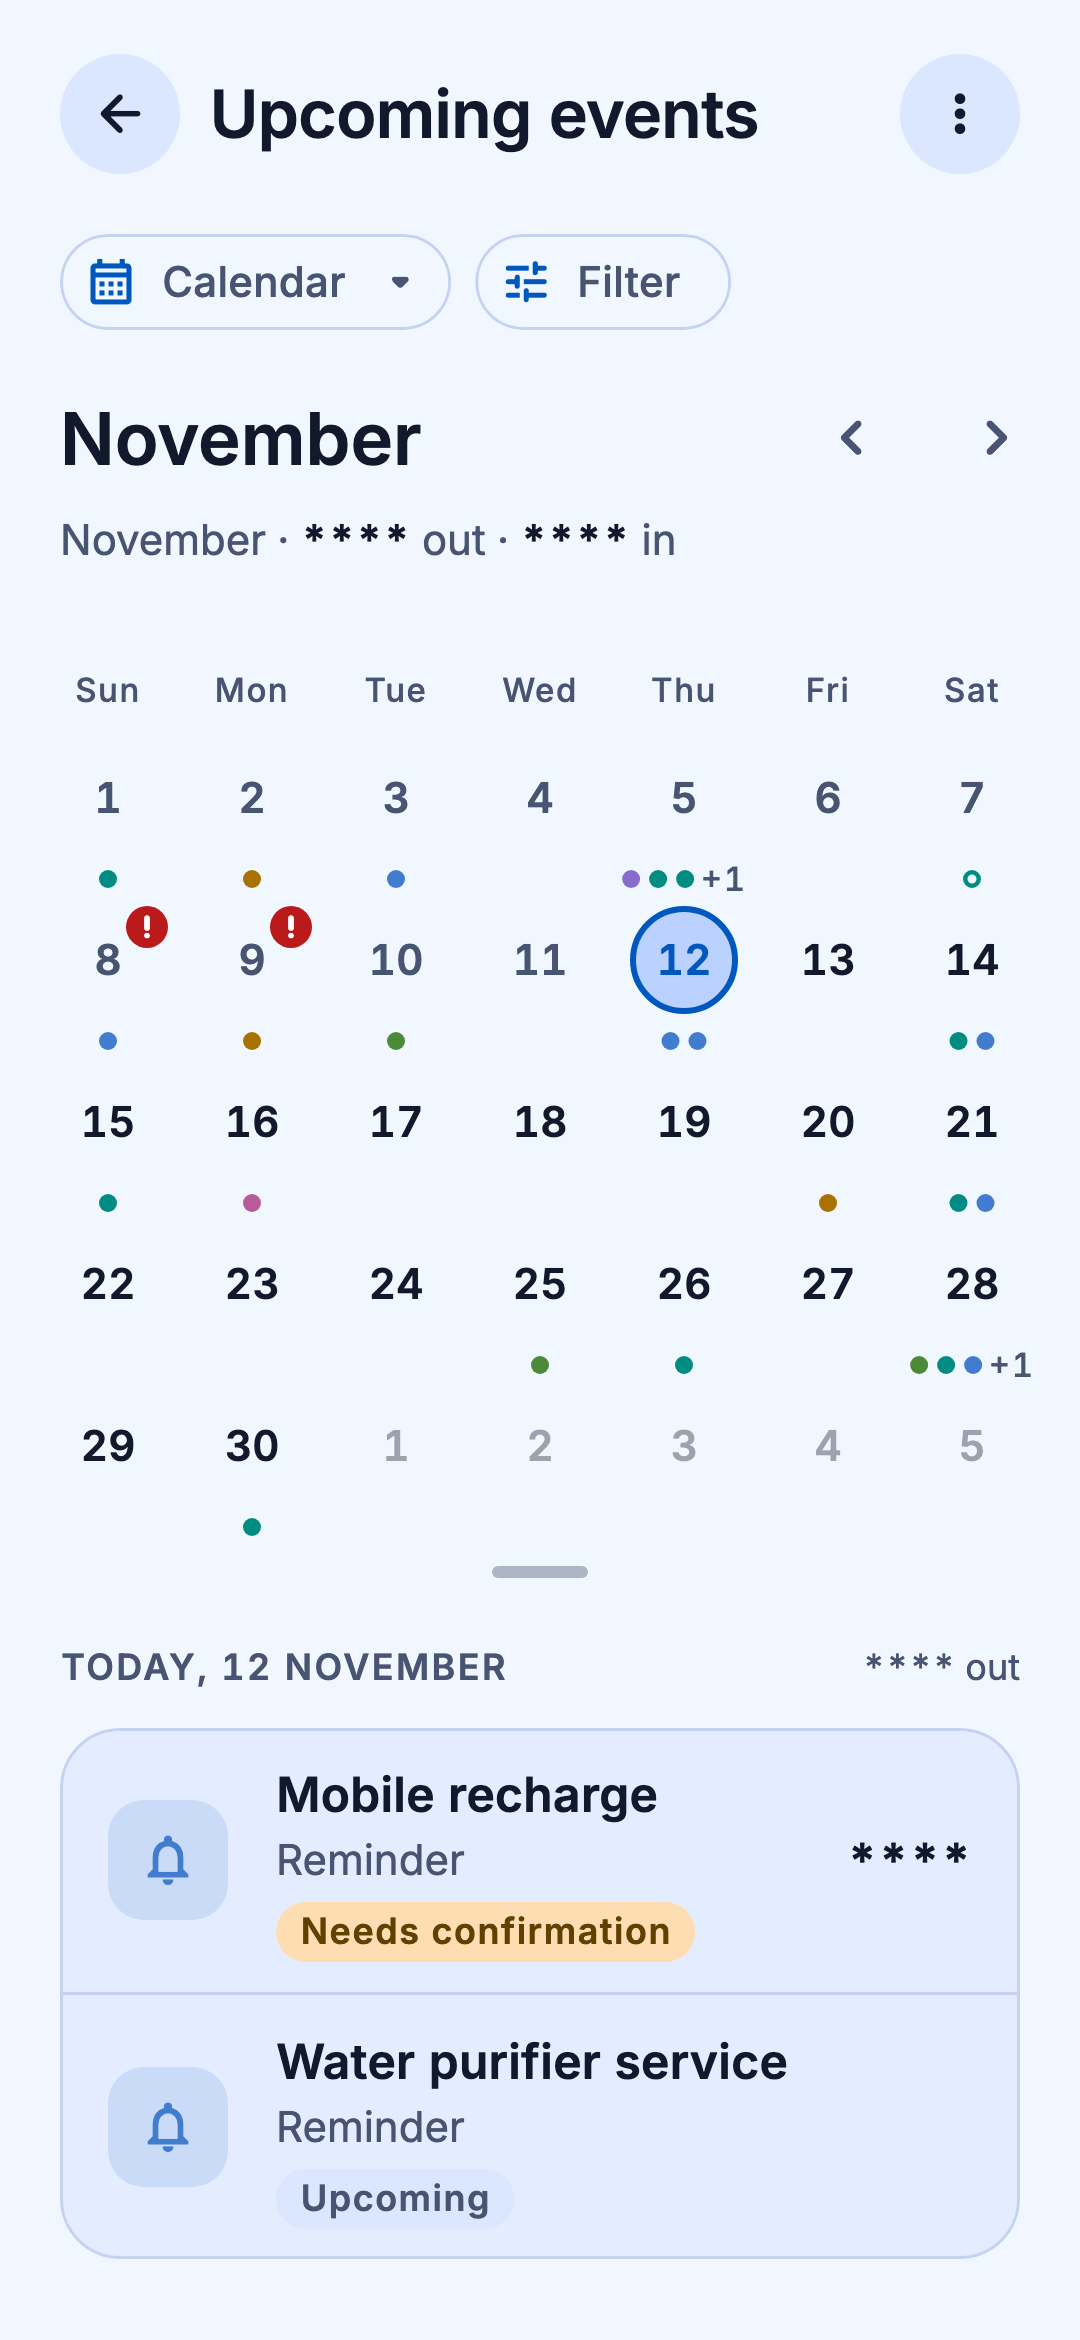 Upcoming events
Calendar Filter
November
November · **** out · **** in
Sun Mon Tue Wed Thu Fri Sat
1 2 3 4 5 6 7
+1
8 9 10 11 12 13 14
15 16 17 18 19 20 21
22 23 24 25 26 27 28
+1
29 30 1 2 3 4 5
TODAY, 12 NOVEMBER **** out
Mobile recharge
Reminder ****
Needs confirmation
Water purifier service
Reminder
Upcoming